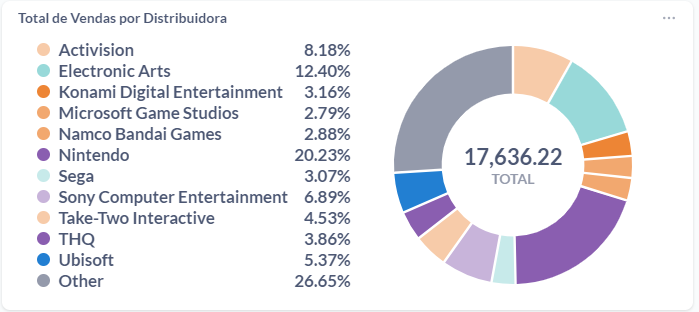 Total de Vendas por Distribuidora
Activision 8.18%
Electronic Arts 12.40%
Konami Digital Entertainment 3.16%
Microsoft Game Studios 2.79%
Namco Bandai Games 2.88%
Nintendo 20.23%
Sega 3.07%
Sony Computer Entertainment 6.89%
Take-Two Interactive 4.53%
THQ 3.86%
Ubisoft 5.37%
Other 26.65%
17,636.22
TOTAL